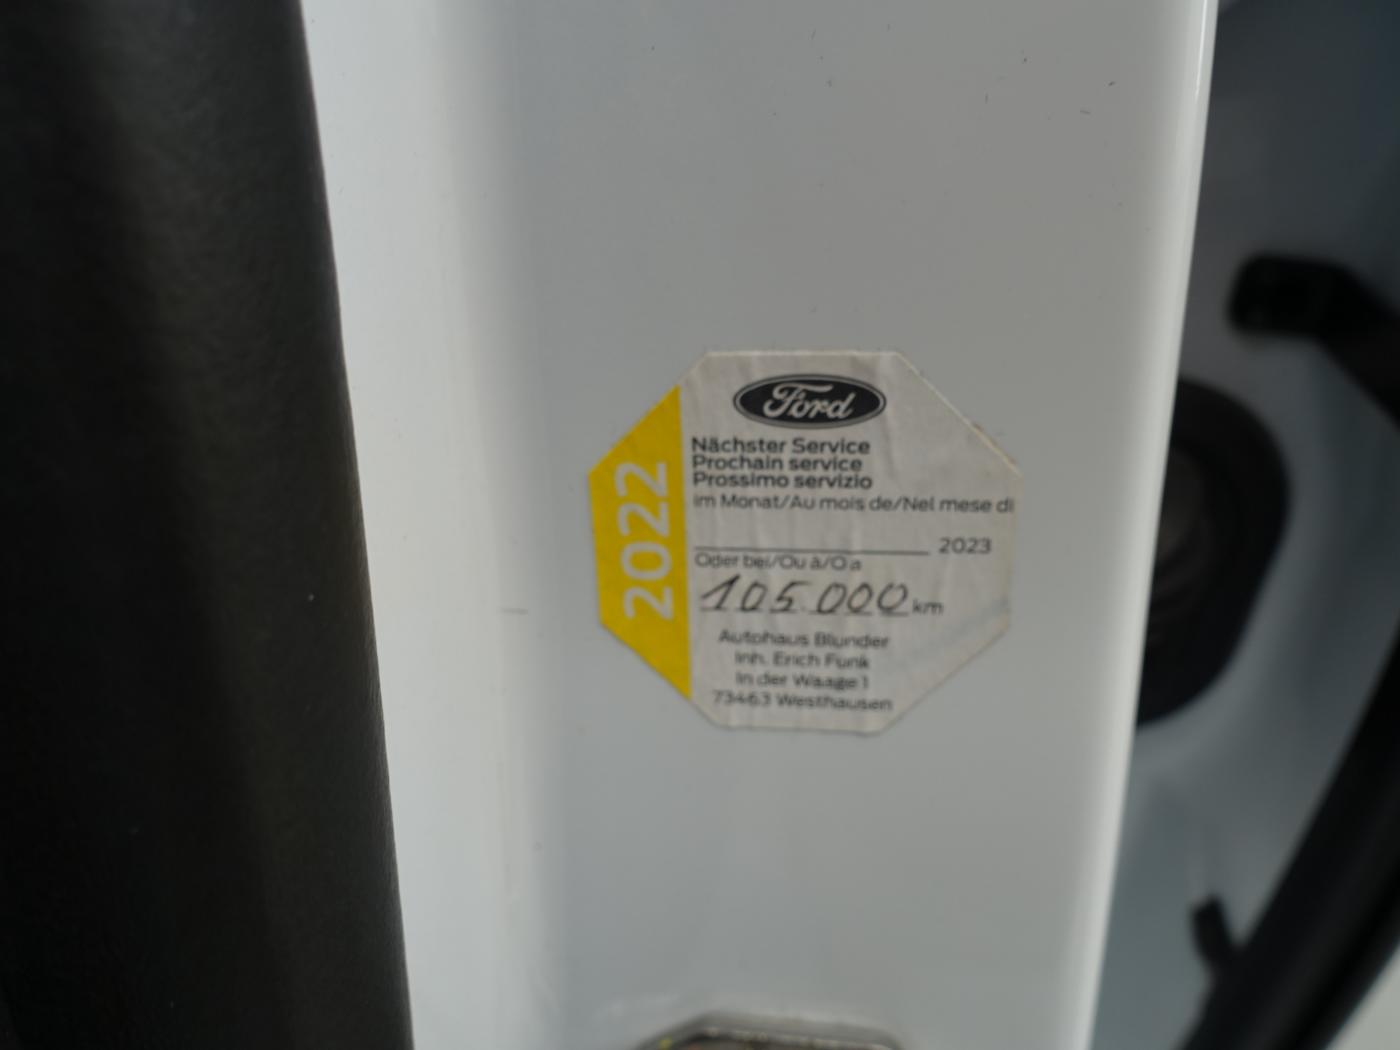 Ford
Nächster Service
Prochain service
Prossimo servizio
im Monat/Au mois de/Nel mese di
2023
Oder bei/Ou à/O a
105.000 km
Autohaus Blunder
Inh. Erich Funk
In der Waage 1
73463 Westhausen
2022